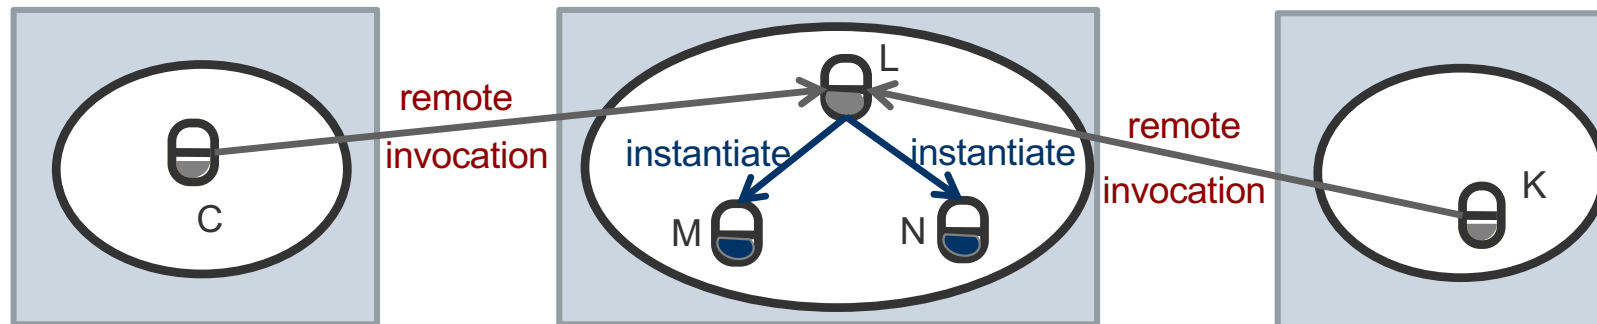 L
remote
invocation
instantiate
instantiate
remote
invocation
C
M
N
K